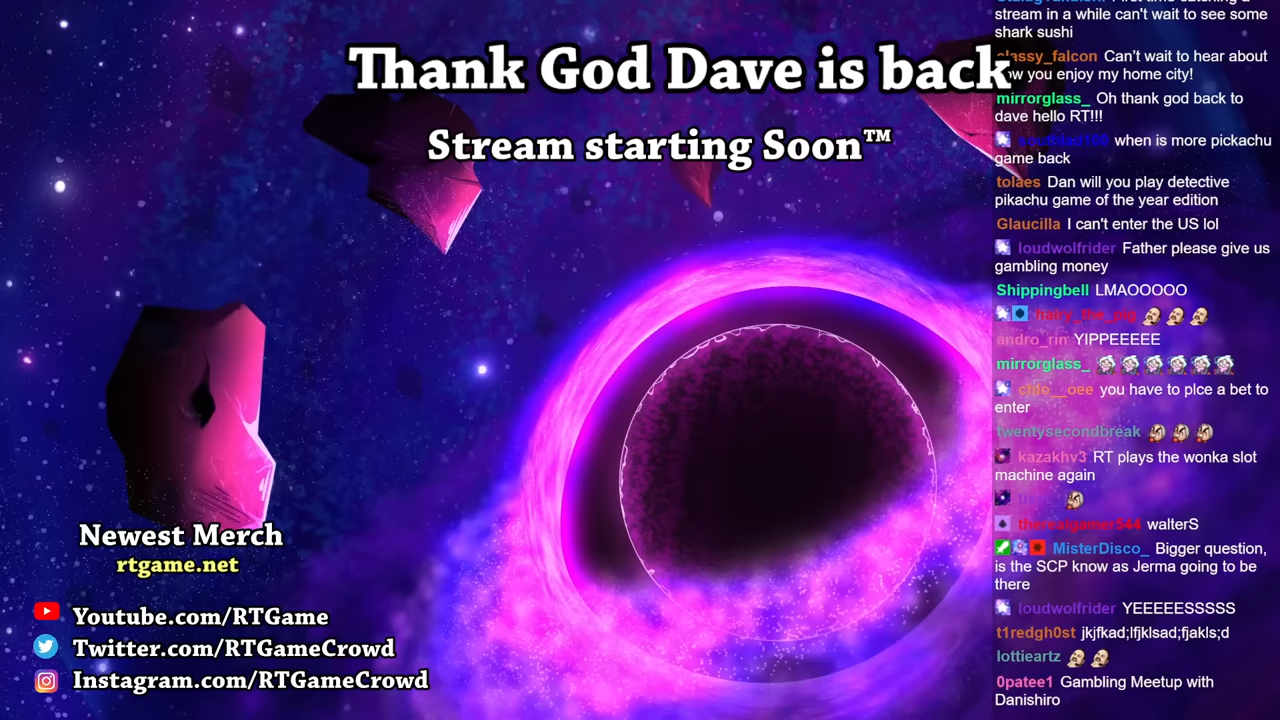 Thank God Dave is back
Stream starting Soon™
Newest Merch
rtgame.net
Youtube.com/RTGame
Twitter.com/RTGameCrowd
Instagram.com/RTGameCrowd
stream in a while can't wait to see some
shark sushi
classy_falcon Can't wait to hear about
how you enjoy my home city!
mirrorglass_ Oh thank god back to
dave hello RT!!!
when is more pickachu
game back
tolaes Dan will you play detective
pikachu game of the year edition
Glaucilla I can't enter the US lol
loudwolfrider Father please give us
gambling money
Shippingbell LMAOOOOO
hairy_the_pig
andro_rin YIPPEEEEE
mirrorglass_
chlo__oee you have to plce a bet to
enter
twentysecondbreak
kazakhv3 RT plays the wonka slot
machine again
therealgamer544 walterS
MisterDisco_ Bigger question,
is the SCP know as Jerma going to be
there
loudwolfrider YEEEEESSSSS
t1redgh0st jkjfkad;lfjklsad;fjakls;d
lottieartz
0patee1 Gambling Meetup with
Danishiro